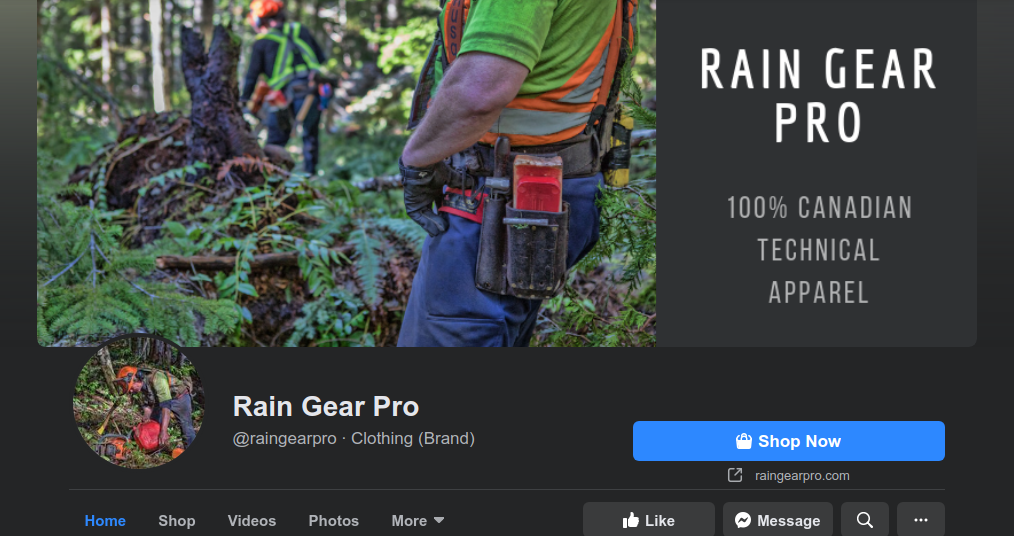 RAIN GEAR
PRO
100% CANADIAN
TECHNICAL
APPAREL
Rain Gear Pro
@raingearpro · Clothing (Brand)
Shop Now
raingearpro.com
Home Shop Videos Photos More Like Message